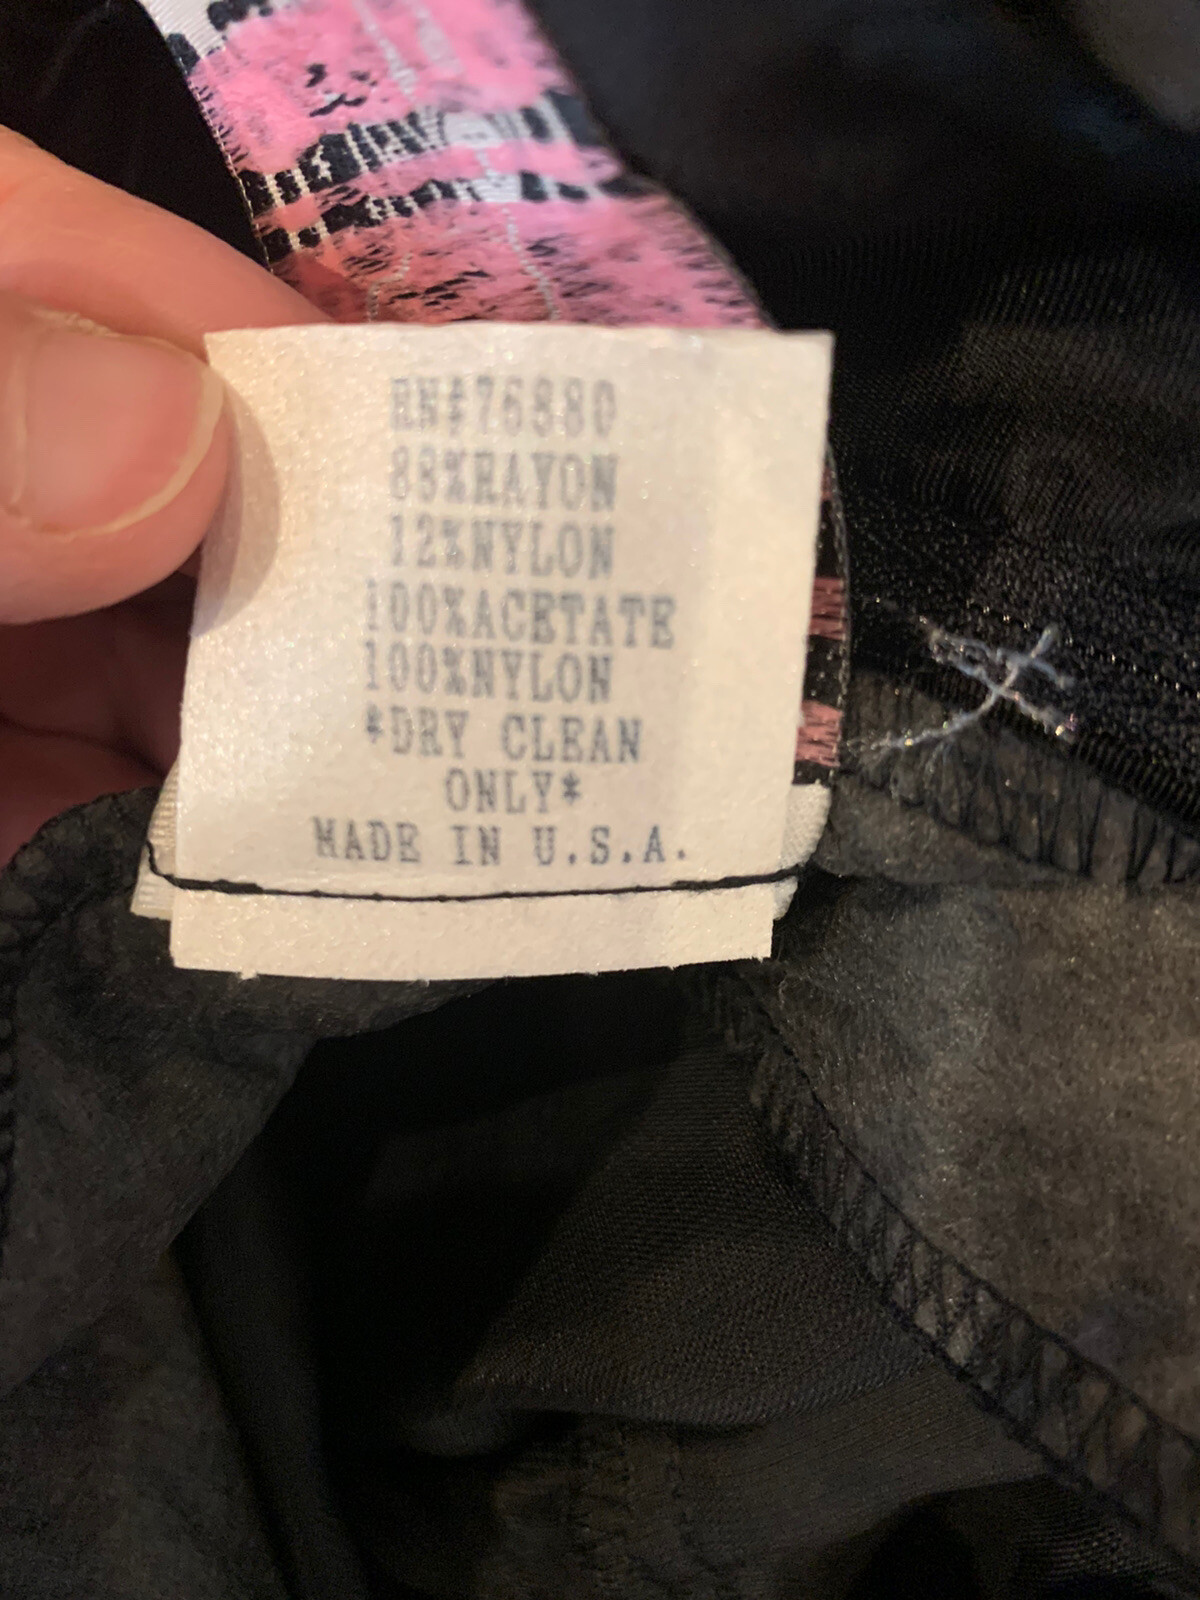 RN#76880
88%RAYON
12%NYLON
100%ACETATE
100%NYLON
*DRY CLEAN
ONLY*
MADE IN U.S.A.